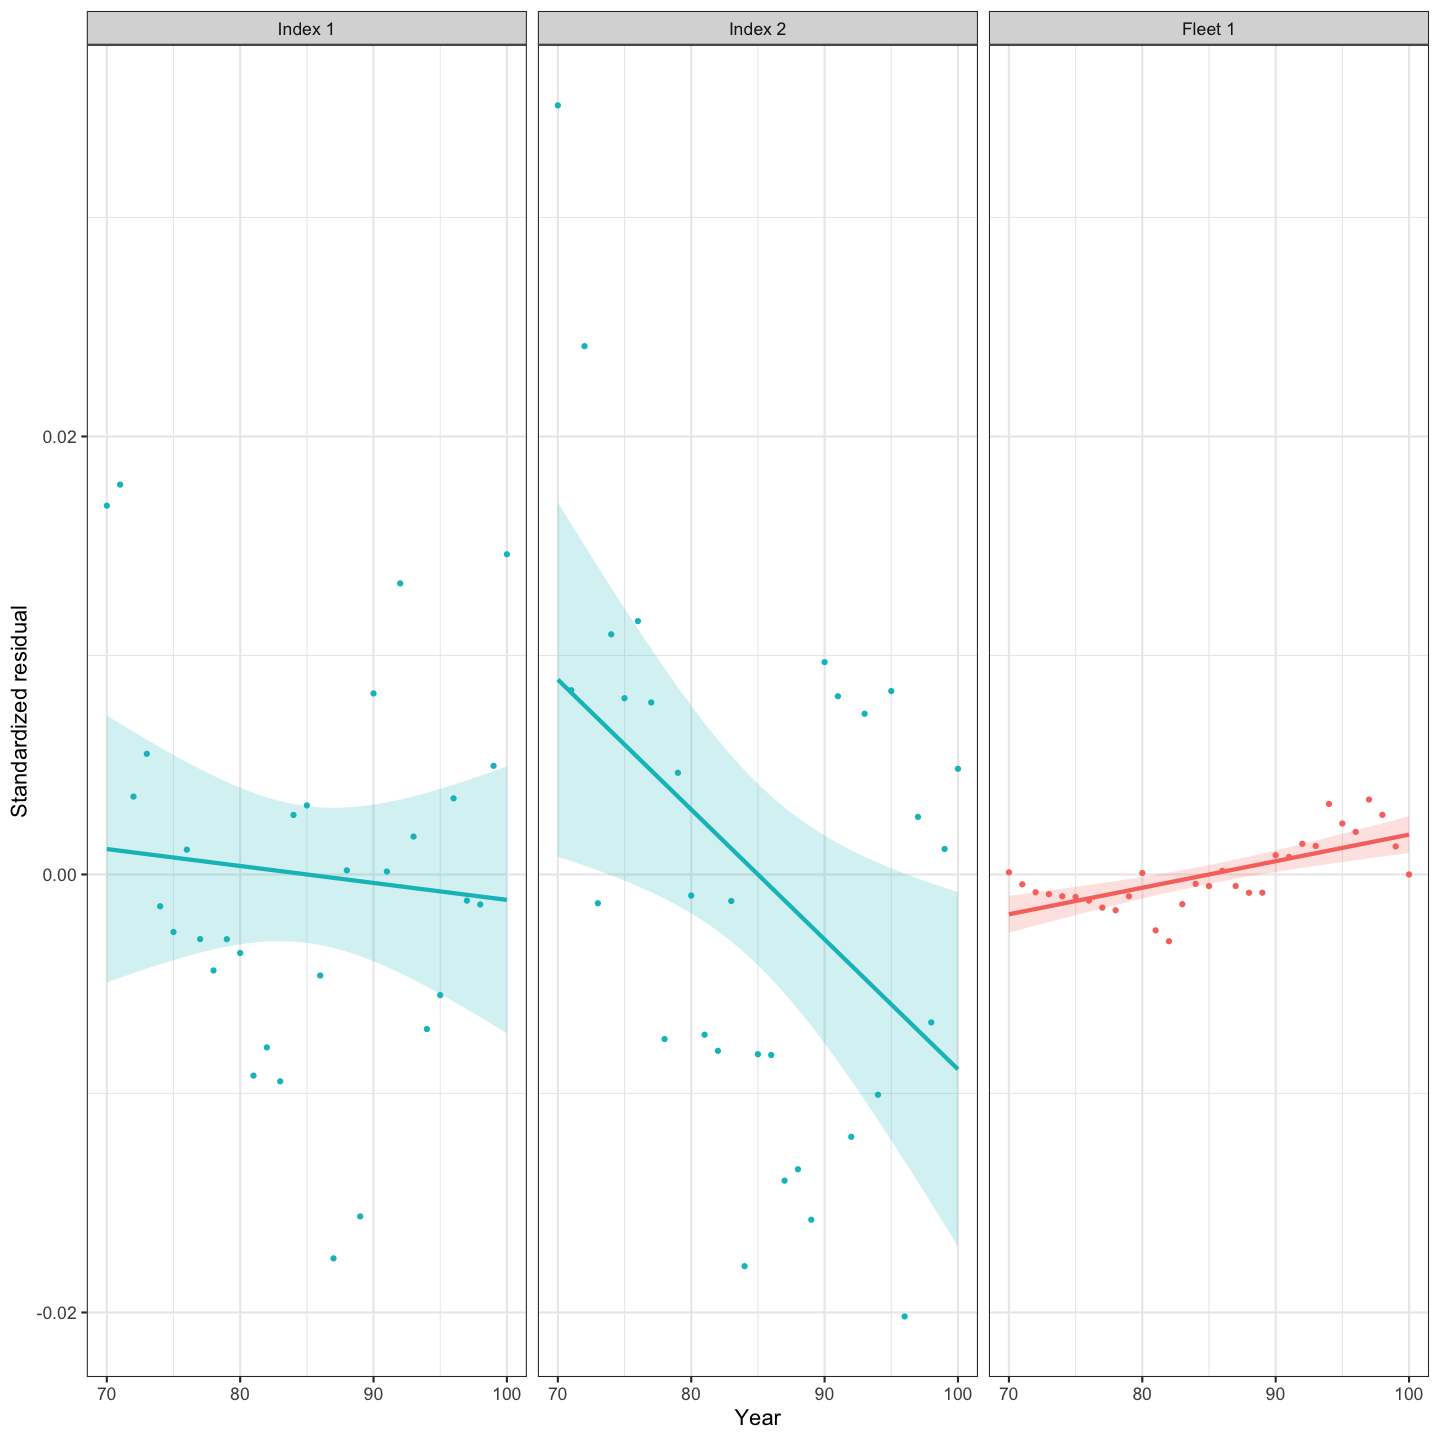 Index 1
Index 2
Fleet 1
Standardized residual
0.02
0.00
-0.02
70 80 90 100 70 80 90 100 70 80 90 100
Year